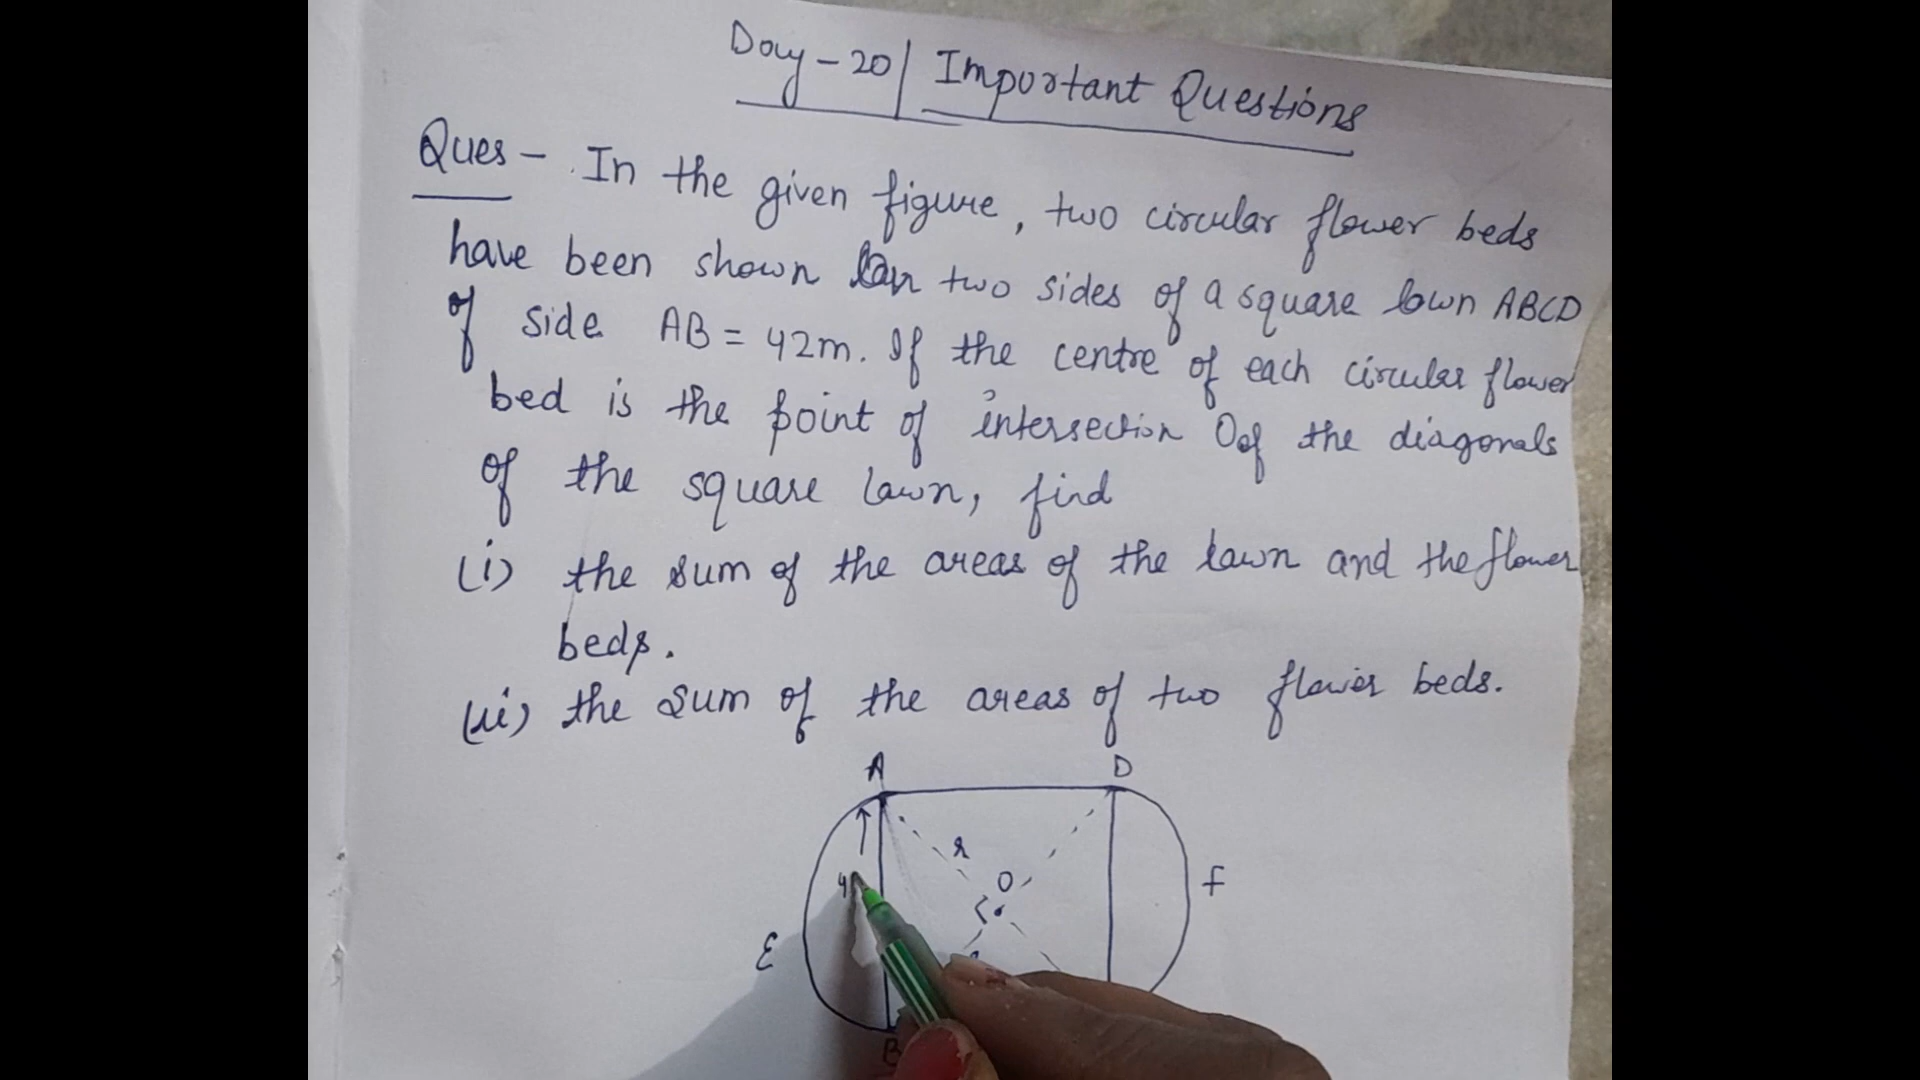 Day-20/ Important Questions
Ques - In the given figure, two circular flower beds
have been shown on two sides of a square lawn ABCD
of side AB = 42m. If the centre of each circular flower
bed is the point of intersection O of the diagonals
of the square lawn, find
(i) the sum of the areas of the lawn and the flower
beds.
(ii) the sum of the areas of two flower beds.
A D
r
O
F
E
B